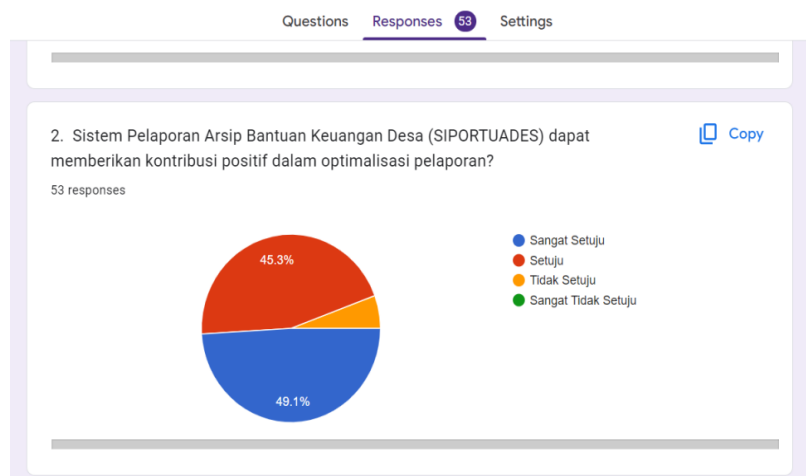 Questions Responses 53 Settings
2. Sistem Pelaporan Arsip Bantuan Keuangan Desa (SIPORTUADES) dapat
memberikan kontribusi positif dalam optimalisasi pelaporan?
Copy
53 responses
45.3%
49.1%
Sangat Setuju
Setuju
Tidak Setuju
Sangat Tidak Setuju